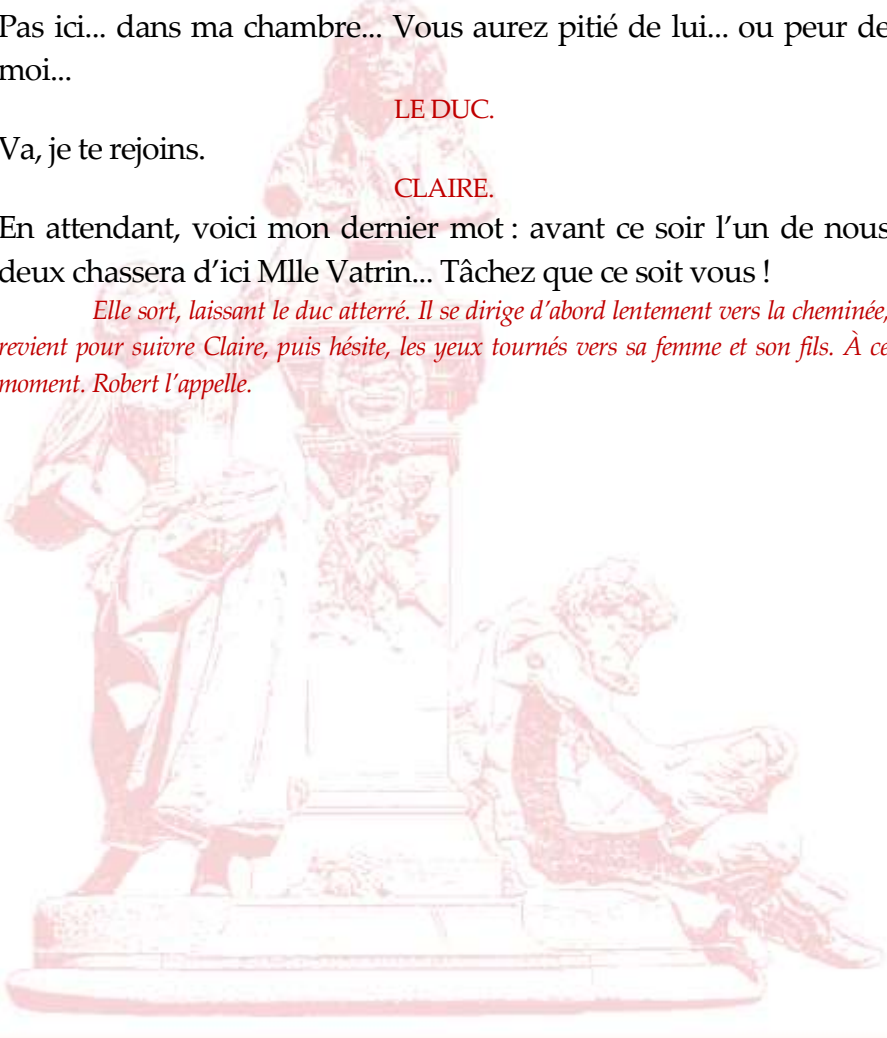 Pas ici... dans ma chambre... Vous aurez pitié de lui... ou peur de
moi...
LE DUC.
Va, je te rejoins.
CLAIRE.
En attendant, voici mon dernier mot : avant ce soir l’un de nous
deux chassera d’ici Mlle Vatrin... Tâchez que ce soit vous !
Elle sort, laissant le duc atterré. Il se dirige d’abord lentement vers la cheminée,
revient pour suivre Claire, puis hésite, les yeux tournés vers sa femme et son fils. À ce
moment. Robert l’appelle.